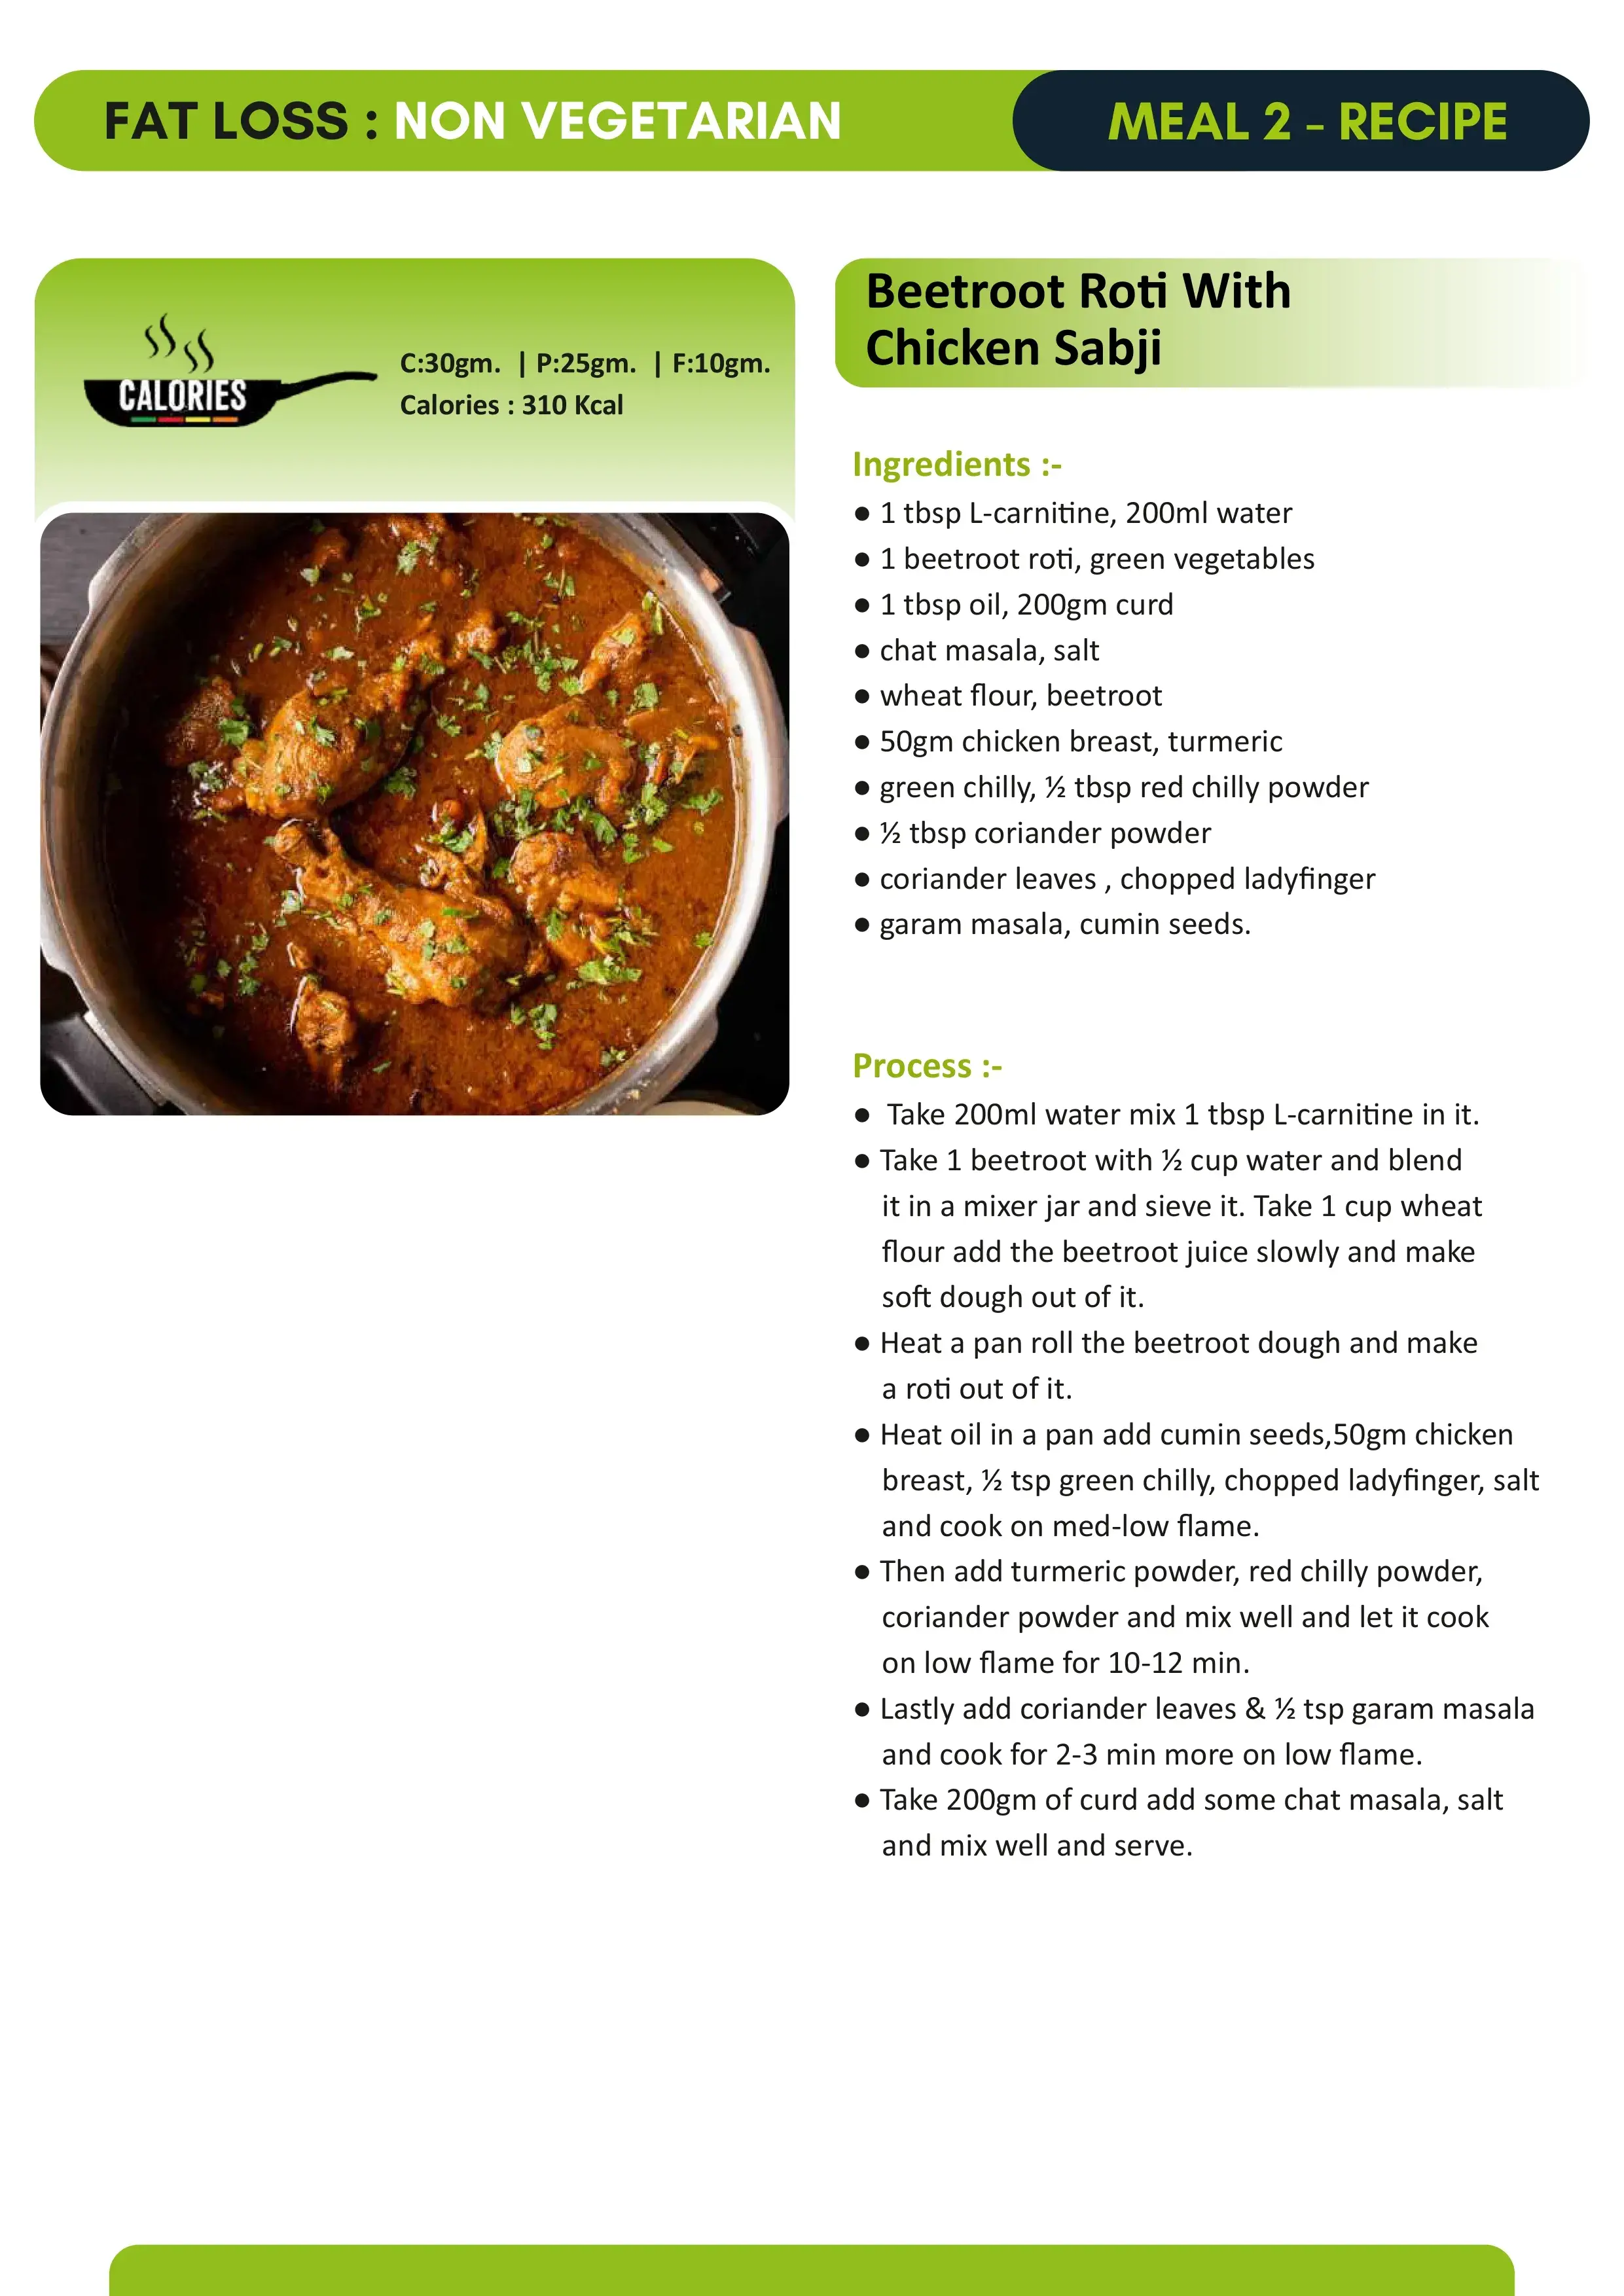 FAT LOSS : NON VEGETARIAN
MEAL 2 - RECIPE
CALORIES
C:30gm. | P:25gm. | F:10gm.
Calories : 310 Kcal
Beetroot Roti With
Chicken Sabji
Ingredients :-
● 1 tbsp L-carnitine, 200ml water
● 1 beetroot roti, green vegetables
● 1 tbsp oil, 200gm curd
● chat masala, salt
● wheat flour, beetroot
● 50gm chicken breast, turmeric
● green chilly, ½ tbsp red chilly powder
● ½ tbsp coriander powder
● coriander leaves , chopped ladyfinger
● garam masala, cumin seeds.
Process :-
● Take 200ml water mix 1 tbsp L-carnitine in it.
● Take 1 beetroot with ½ cup water and blend
it in a mixer jar and sieve it. Take 1 cup wheat
flour add the beetroot juice slowly and make
soft dough out of it.
● Heat a pan roll the beetroot dough and make
a roti out of it.
● Heat oil in a pan add cumin seeds,50gm chicken
breast, ½ tsp green chilly, chopped ladyfinger, salt
and cook on med-low flame.
● Then add turmeric powder, red chilly powder,
coriander powder and mix well and let it cook
on low flame for 10-12 min.
● Lastly add coriander leaves & ½ tsp garam masala
and cook for 2-3 min more on low flame.
● Take 200gm of curd add some chat masala, salt
and mix well and serve.